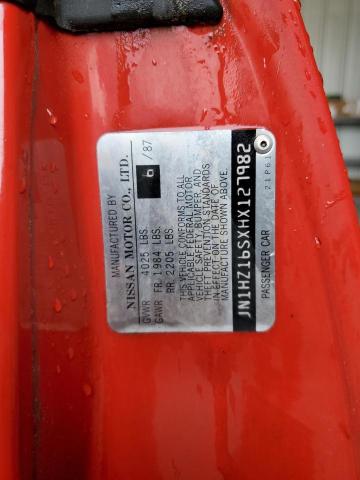 MANUFACTURED BY 6/87
NISSAN MOTOR CO., LTD.
GVWR 4025 LBS.
GAWR FR. 1984 LBS.
RR. 2205 LBS.
THIS VEHICLE CONFORMS TO ALL
APPLICABLE FEDERAL MOTOR
VEHICLE SAFETY, BUMPER, AND
THEFT PREVENTION STANDARDS
IN EFFECT ON THE DATE OF
MANUFACTURE SHOWN ABOVE.
JN1HZ16SXHX121982
PASSENGER CAR
21P61